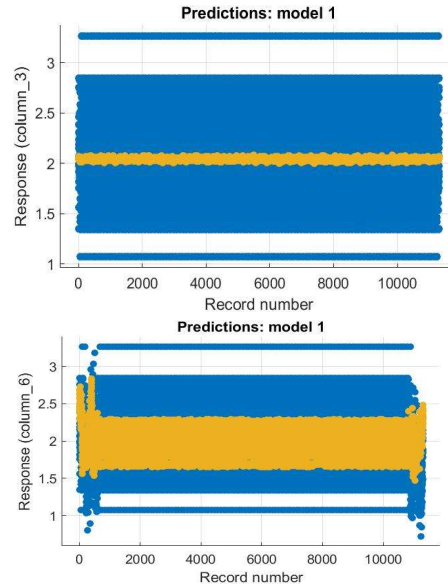 Predictions: model 1
Response (column_3)
3
2.5
2
1.5
1
0 2000 4000 6000 8000 10000
Record number
Predictions: model 1
Response (column_6)
3
2.5
2
1.5
1
0 2000 4000 6000 8000 10000
Record number